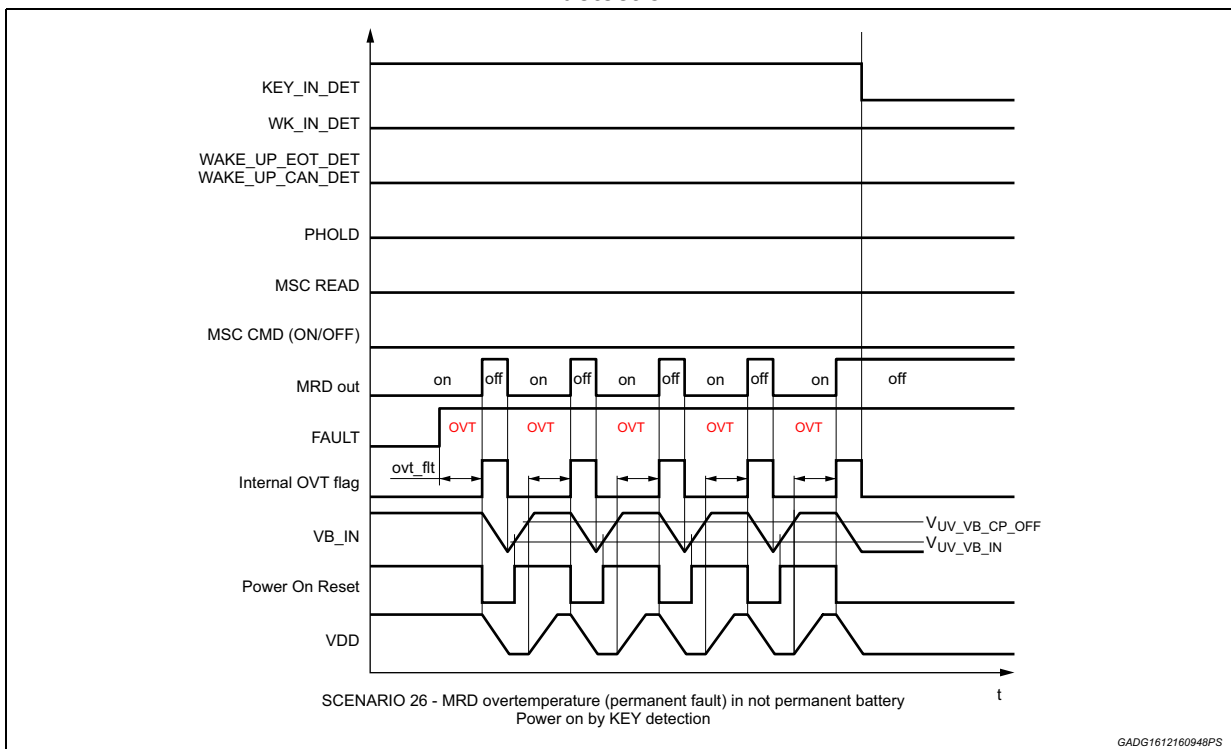 KEY_IN_DET
WK_IN_DET
WAKE_UP_EOT_DET
WAKE_UP_CAN_DET
PHOLD
MSC READ
MSC CMD (ON/OFF)
MRD out
on off on off on off on off on off
FAULT
OVT OVT OVT OVT OVT
ovt_flt
Internal OVT flag
VB_IN
VUV_VB_CP_OFF
VUV_VB_IN
Power On Reset
VDD
t
SCENARIO 26 - MRD overtemperature (permanent fault) in not permanent battery
Power on by KEY detection
GADG1612160948PS